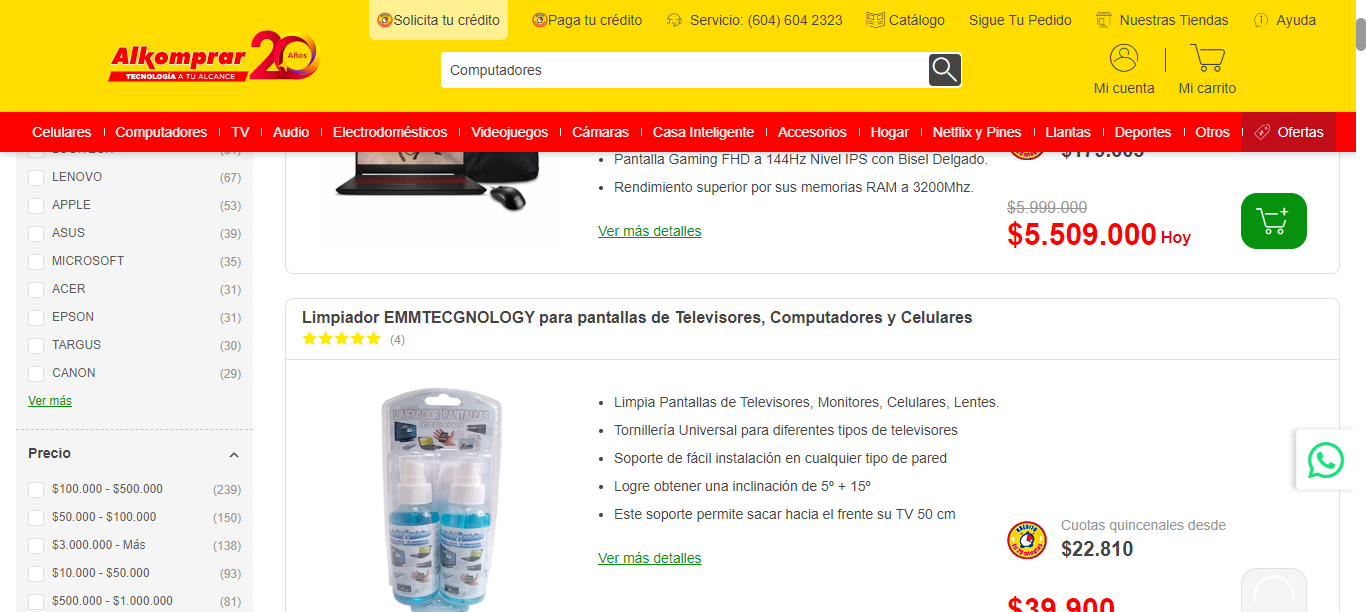 Solicita tu crédito
Paga tu crédito
Servicio: (604) 604 2323
Catálogo
Sigue Tu Pedido
Nuestras Tiendas
Ayuda
Alkomprar 20 Años
TECNOLOGÍA A TU ALCANCE
Computadores
Mi cuenta
Mi carrito
Celulares
Computadores
TV
Audio
Electrodomésticos
Videojuegos
Cámaras
Casa Inteligente
Accesorios
Hogar
Netflix y Pines
Llantas
Deportes
Otros
Ofertas
LENOVO (67)
APPLE (53)
ASUS (39)
MICROSOFT (35)
ACER (31)
EPSON (31)
TARGUS (30)
CANON (29)
Ver más
Precio
$100.000 - $500.000 (239)
$50.000 - $100.000 (150)
$3.000.000 - Más (138)
$10.000 - $50.000 (93)
$500.000 - $1.000.000 (81)
Pantalla Gaming FHD a 144Hz Nivel IPS con Bisel Delgado.
Rendimiento superior por sus memorias RAM a 3200Mhz.
Ver más detalles
$5.999.000
$5.509.000 Hoy
Limpiador EMMTECGNOLOGY para pantallas de Televisores, Computadores y Celulares
(4)
LIMPIADOR PANTALLAS
Limpia Pantallas de Televisores, Monitores, Celulares, Lentes.
Tornillería Universal para diferentes tipos de televisores
Soporte de fácil instalación en cualquier tipo de pared
Logre obtener una inclinación de 5º + 15º
Este soporte permite sacar hacia el frente su TV 50 cm
Ver más detalles
Cuotas quincenales desde
$22.810
$39.900